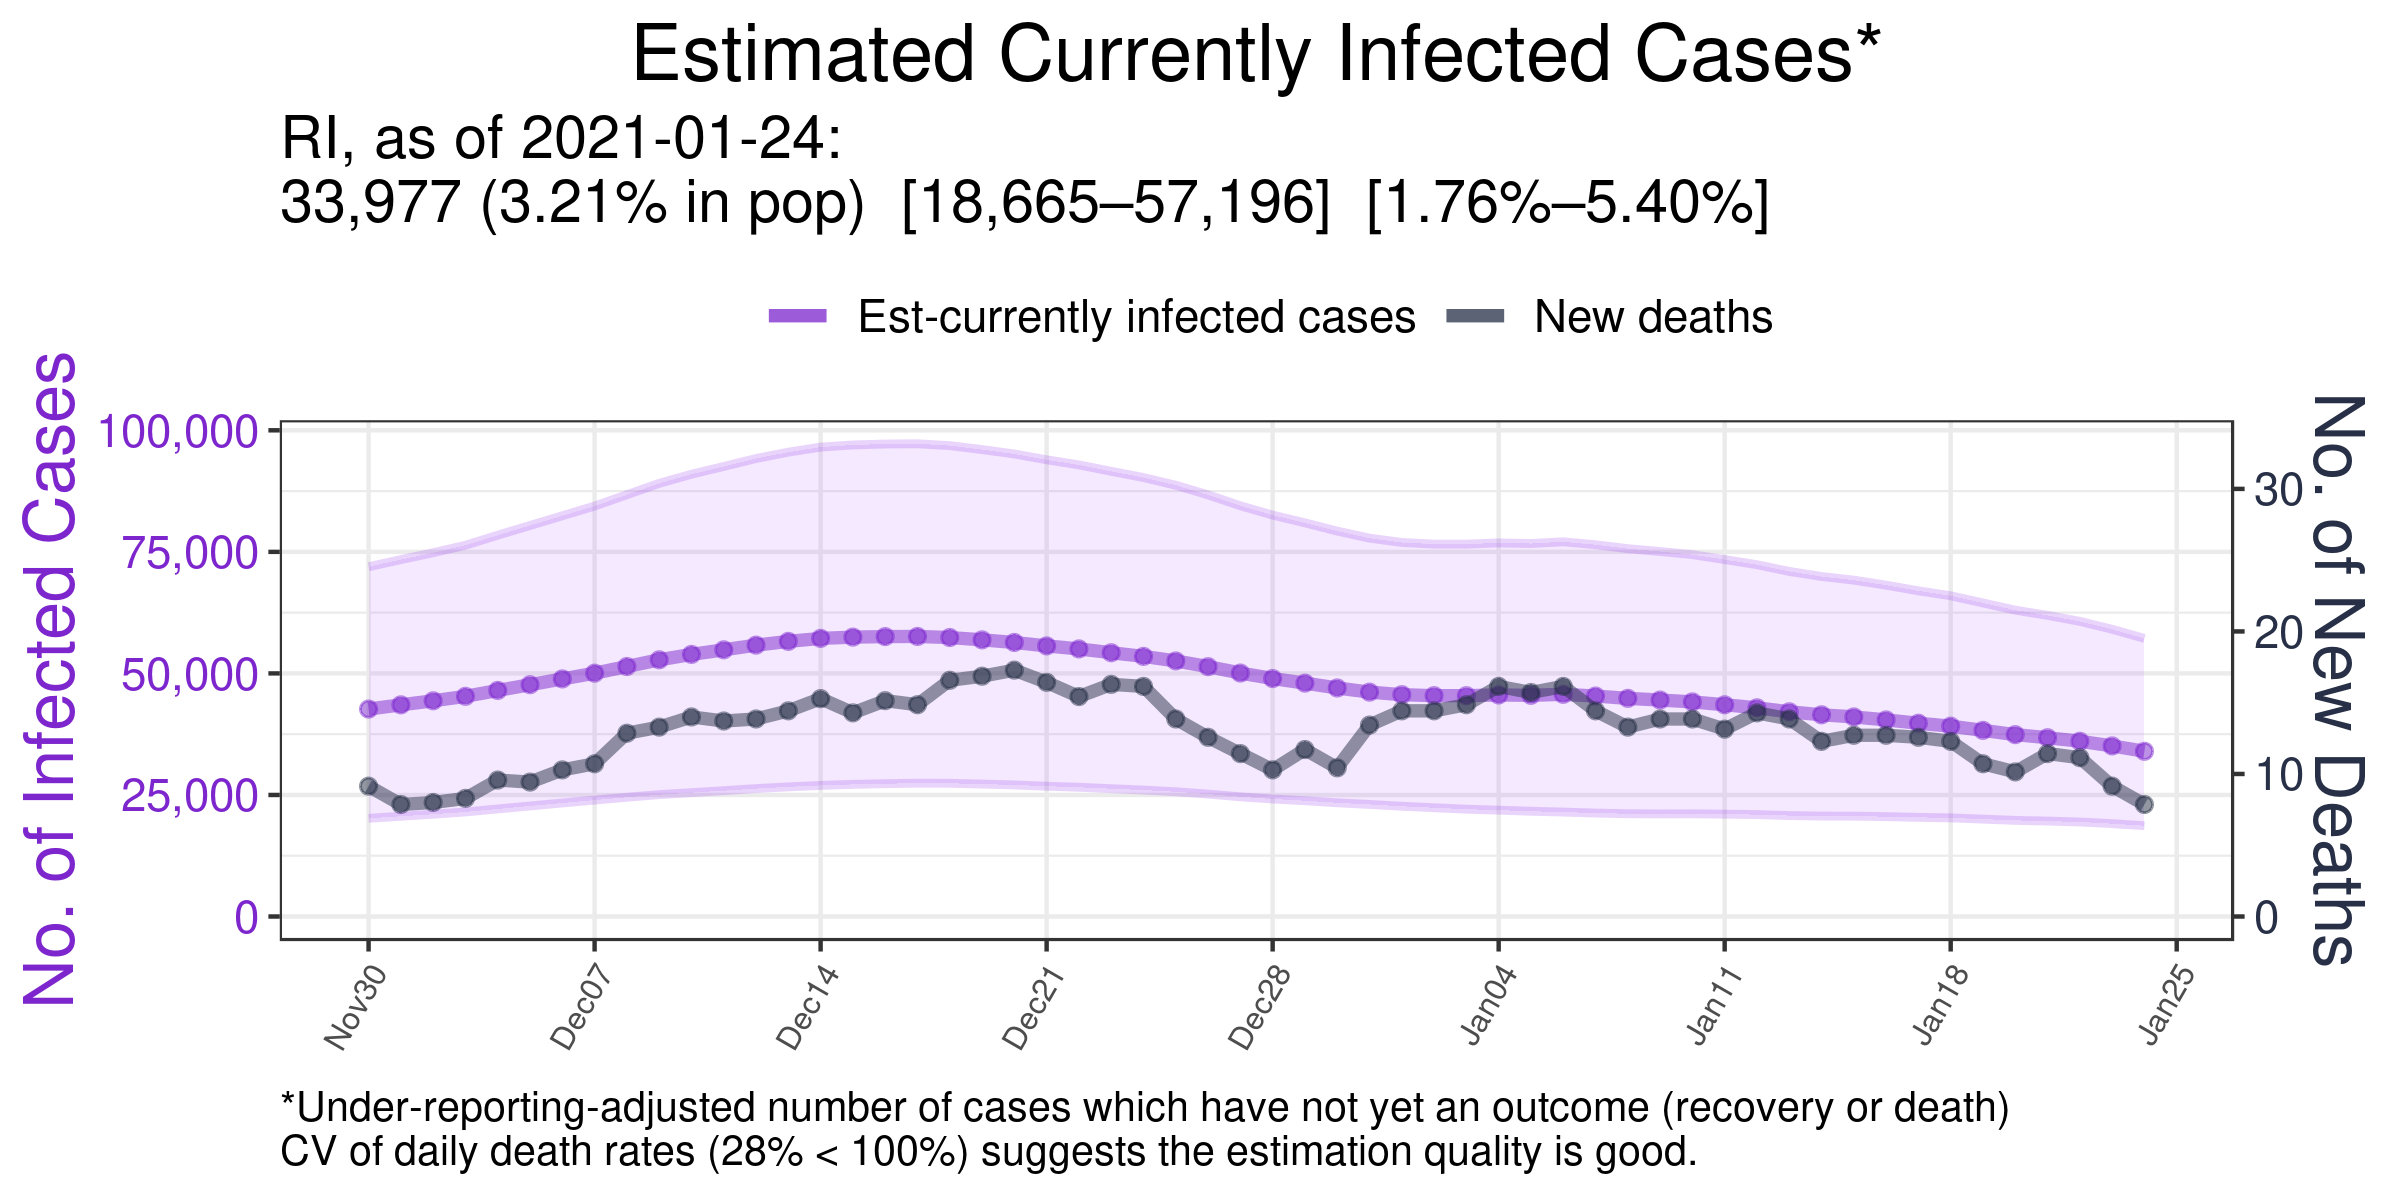 Estimated Currently Infected Cases*
RI, as of 2021-01-24:
33,977 (3.21% in pop)  [18,665–57,196]  [1.76%–5.40%]
Est-currently infected cases
New deaths
No. of Infected Cases
100,000
75,000
50,000
25,000
0
No. of New Deaths
30
20
10
0
Nov30
Dec07
Dec14
Dec21
Dec28
Jan04
Jan11
Jan18
Jan25
*Under-reporting-adjusted number of cases which have not yet an outcome (recovery or death)
CV of daily death rates (28% < 100%) suggests the estimation quality is good.